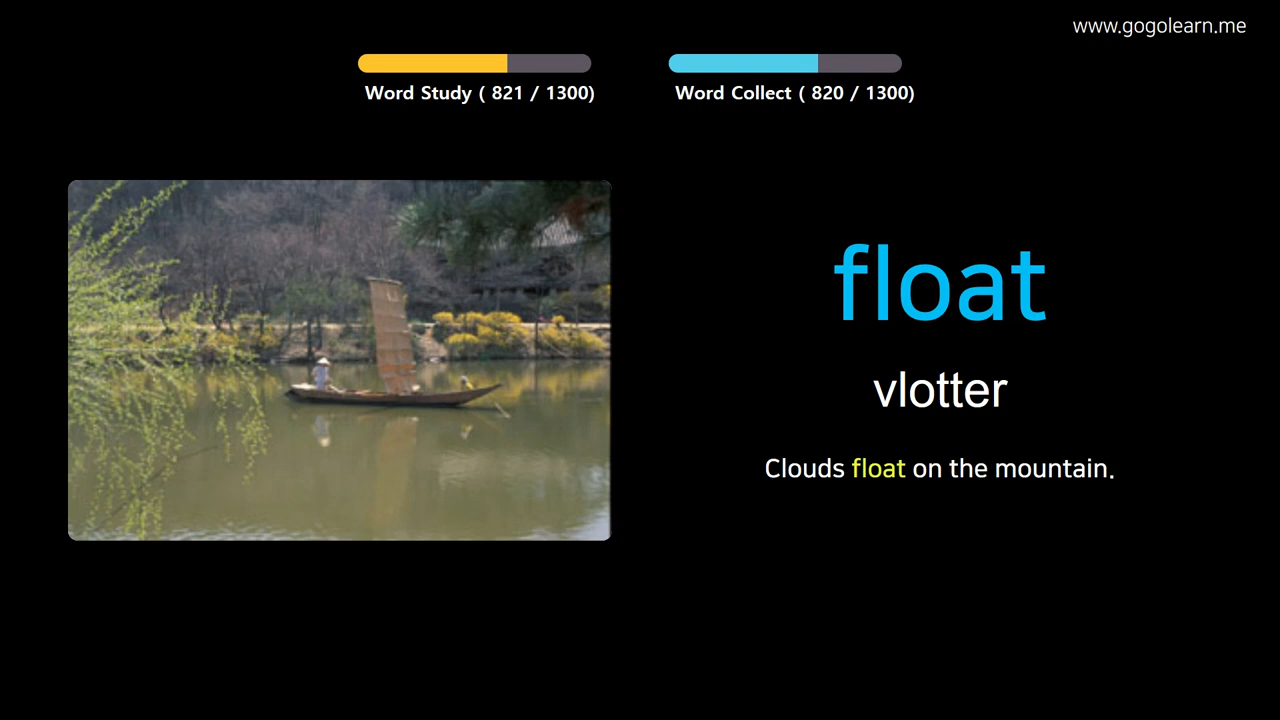 www.gogolearn.me
Word Study ( 821 / 1300)
Word Collect ( 820 / 1300)
float
vlotter
Clouds float on the mountain.